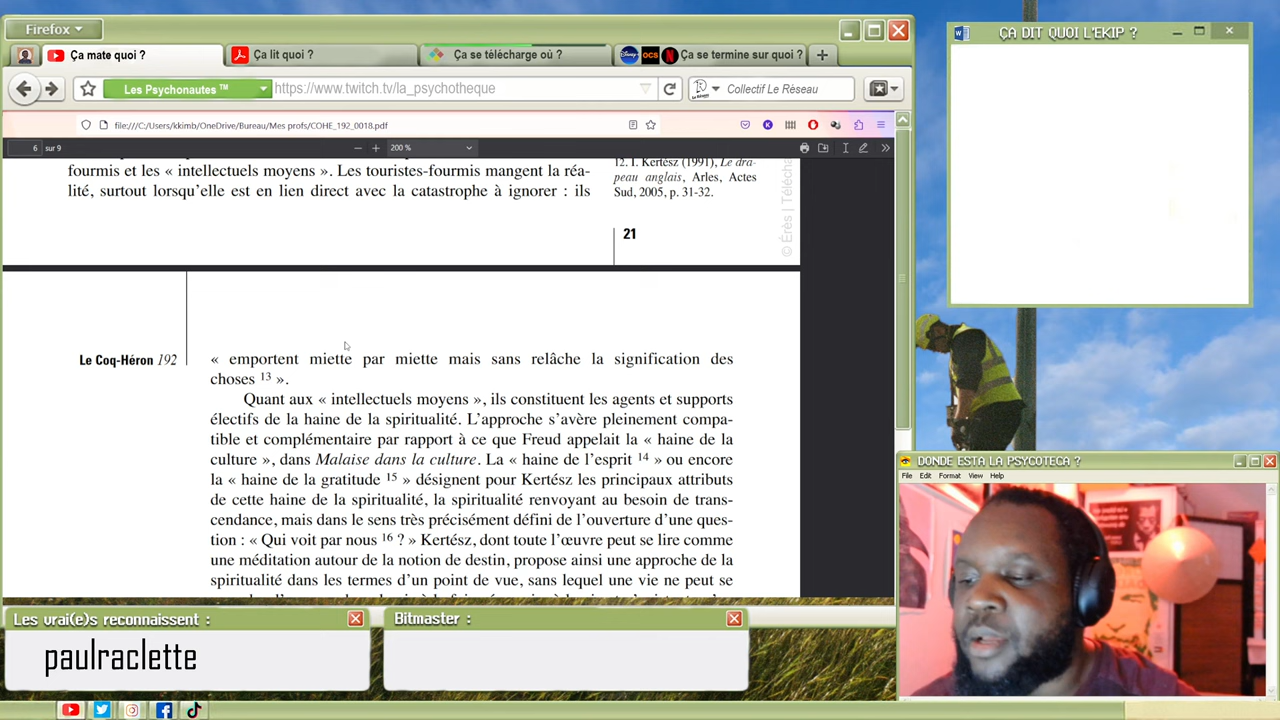 Firefox
Ça mate quoi ?
Ça lit quoi ?
Ça se télécharge où ?
Disney+
OCS
N
Ça se termine sur quoi ?
Les Psychonautes ™
https://www.twitch.tv/la_psychotheque
Collectif Le Réseau
file:///C:/Users/kkimb/OneDrive/Bureau/Mes profs/COHE_192_0018.pdf
6 sur 9
200 %
fourmis et les « intellectuels moyens ». Les touristes-fourmis mangent la réa-
lité, surtout lorsqu'elle est en lien direct avec la catastrophe à ignorer : ils
12. I. Kertész (1991), Le dra-
peau anglais, Arles, Actes
Sud, 2005, p. 31-32.
© Érès | Téléch
21
Le Coq-Héron 192
« emportent miette par miette mais sans relâche la signification des
choses 13 ».
Quant aux « intellectuels moyens », ils constituent les agents et supports
électifs de la haine de la spiritualité. L'approche s'avère pleinement compa-
tible et complémentaire par rapport à ce que Freud appelait la « haine de la
culture », dans Malaise dans la culture. La « haine de l'esprit 14 » ou encore
la « haine de la gratitude 15 » désignent pour Kertész les principaux attributs
de cette haine de la spiritualité, la spiritualité renvoyant au besoin de trans-
cendance, mais dans le sens très précisément défini de l'ouverture d'une ques-
tion : « Qui voit par nous 16 ? » Kertész, dont toute l'œuvre peut se lire comme
une méditation autour de la notion de destin, propose ainsi une approche de la
spiritualité dans les termes d'un point de vue, sans lequel une vie ne peut se
ÇA DIT QUOI L'EKIP ?
DONDE ESTA LA PSYCOTECA ?
File Edit Format View Help
Les vrai(e)s reconnaissent :
paulraclette
Bitmaster :